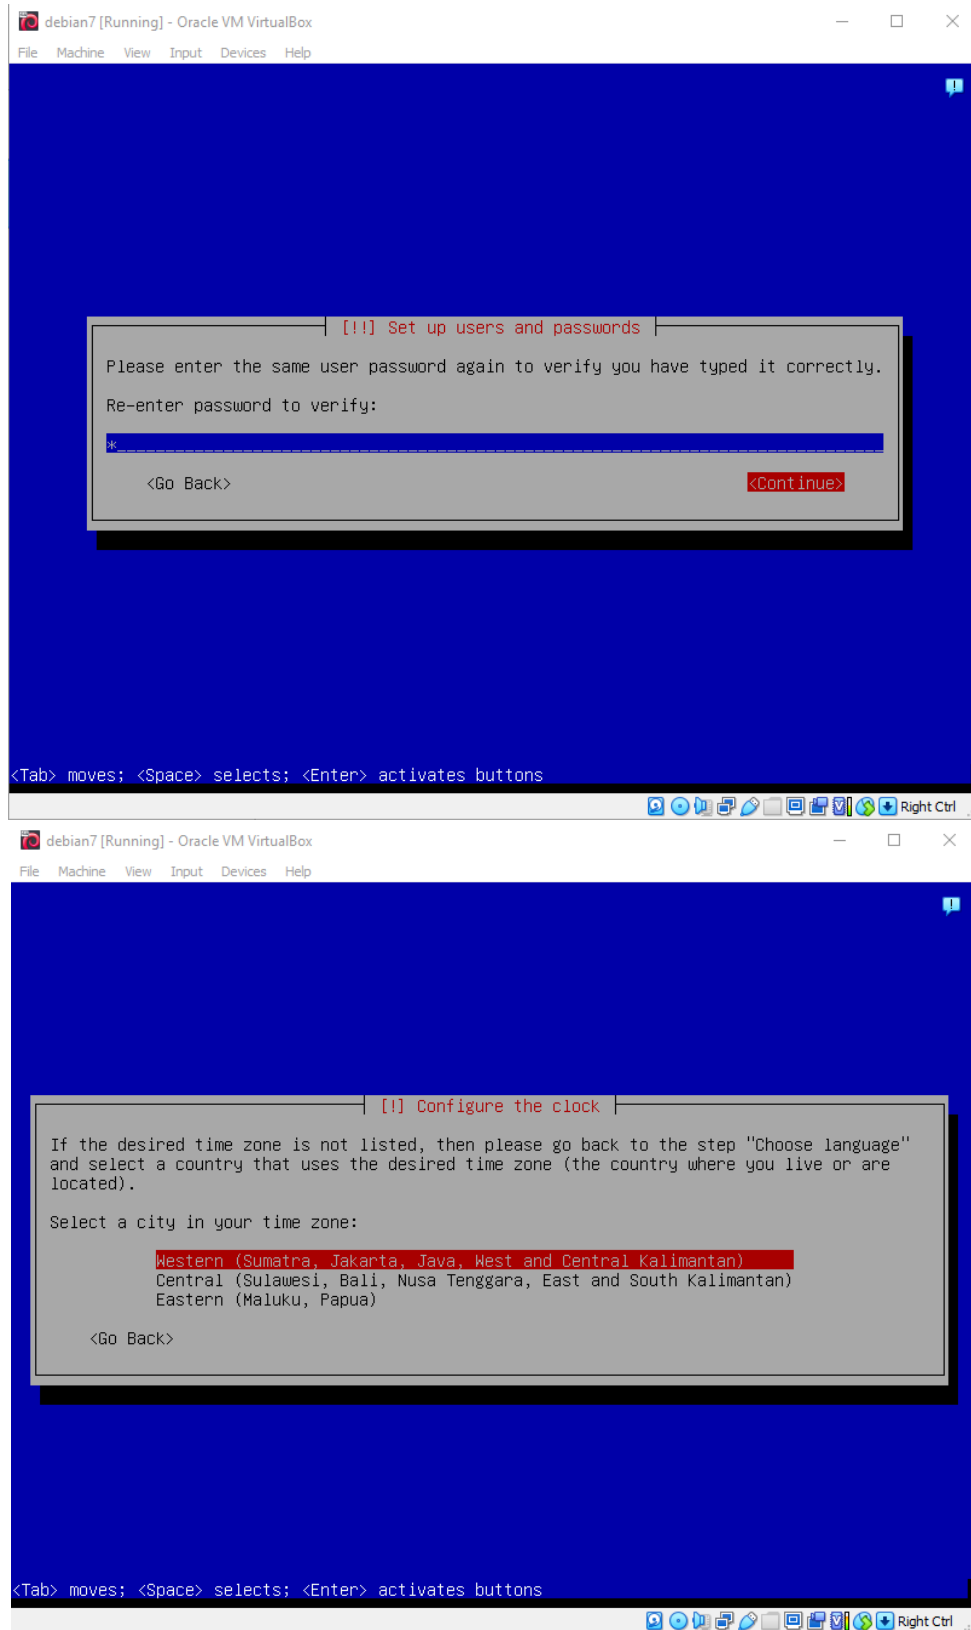 debian7 [Running] - Oracle VM VirtualBox
File Machine View Input Devices Help
[!!] Set up users and passwords
Please enter the same user password again to verify you have typed it correctly.
Re-enter password to verify:
*_______________________________________________________________________________
<Go Back> <Continue>
<Tab> moves; <Space> selects; <Enter> activates buttons
Right Ctrl
debian7 [Running] - Oracle VM VirtualBox
File Machine View Input Devices Help
[!] Configure the clock
If the desired time zone is not listed, then please go back to the step "Choose language"
and select a country that uses the desired time zone (the country where you live or are
located).
Select a city in your time zone:
Western (Sumatra, Jakarta, Java, West and Central Kalimantan)
Central (Sulawesi, Bali, Nusa Tenggara, East and South Kalimantan)
Eastern (Maluku, Papua)
<Go Back>
<Tab> moves; <Space> selects; <Enter> activates buttons
Right Ctrl